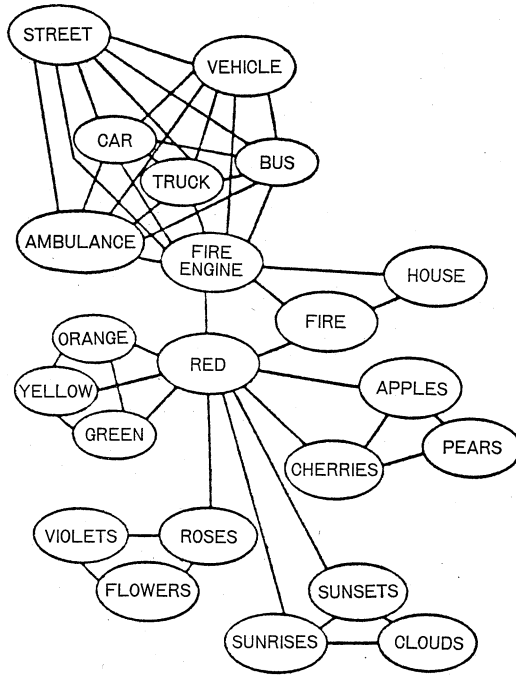 STREET
VEHICLE
CAR
BUS
TRUCK
AMBULANCE
FIRE
ENGINE
HOUSE
FIRE
ORANGE
RED
YELLOW
APPLES
GREEN
PEARS
CHERRIES
VIOLETS
ROSES
FLOWERS
SUNSETS
SUNRISES
CLOUDS